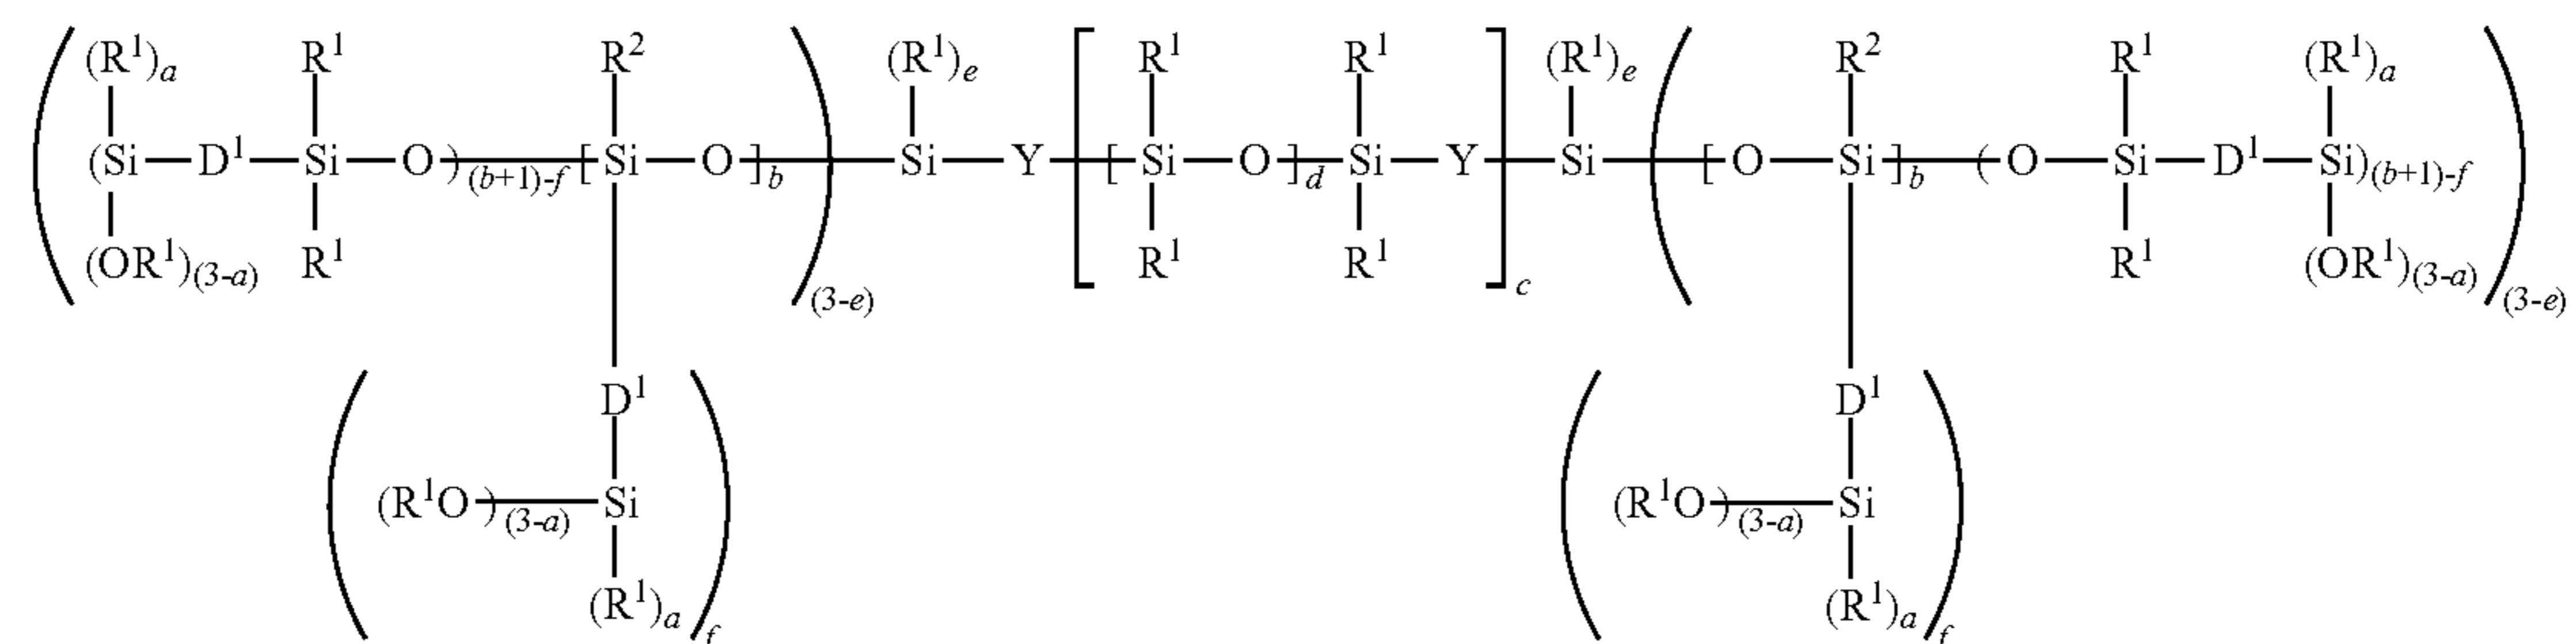 (R¹)ₐ R¹ R² (R¹)ₑ R¹ R¹ (R¹)ₑ R² R¹ (R¹)ₐ
((Si—D¹—Si—O)(b+1)-f[Si—O]b)(3-e)Si—Y[[Si—O]dSi—Y]cSi([O—Si]b(O—Si—D¹—Si)(b+1)-f)(3-e)
(OR¹)(3-a) R¹ R¹ R¹ R¹ (OR¹)(3-a)
D¹ D¹
(R¹O)(3-a)Si (R¹O)(3-a)Si
(R¹)ₐ f (R¹)ₐ f